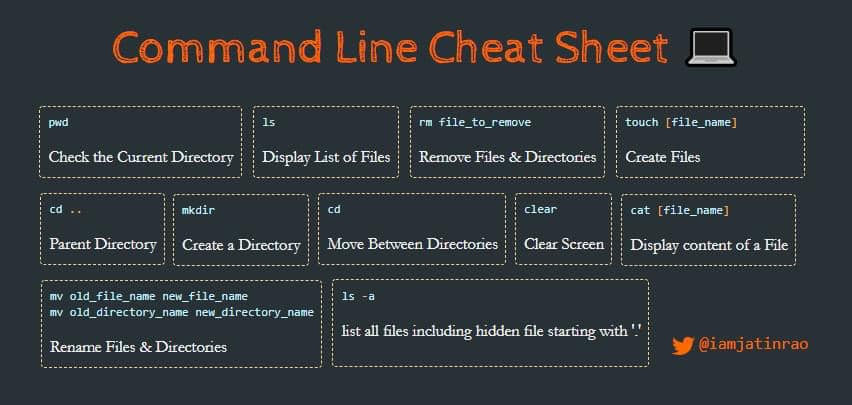 Command Line Cheat Sheet
pwd
Check the Current Directory
ls
Display List of Files
rm file_to_remove
Remove Files & Directories
touch [file_name]
Create Files
cd ..
Parent Directory
mkdir
Create a Directory
cd
Move Between Directories
clear
Clear Screen
cat [file_name]
Display content of a File
mv old_file_name new_file_name
mv old_directory_name new_directory_name
Rename Files & Directories
ls -a
list all files including hidden file starting with '.'
@iamjatinrao